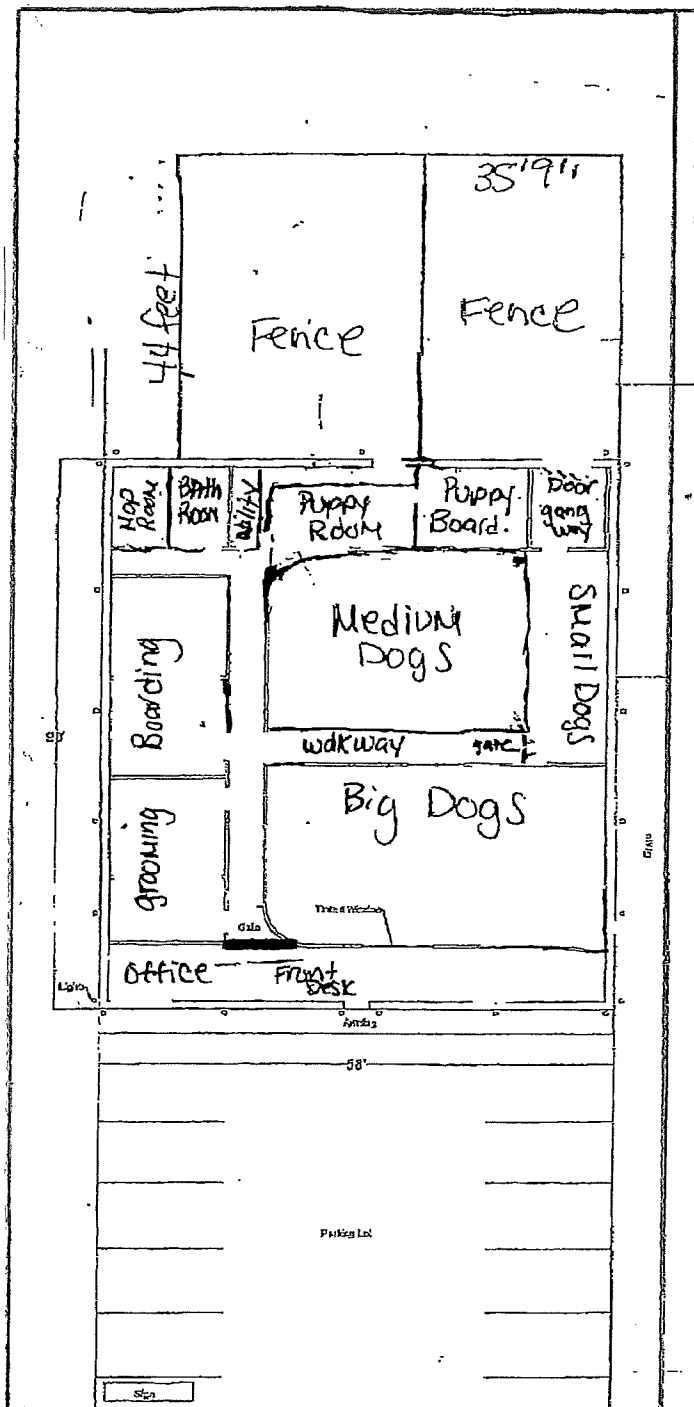 35'9"
44 feet
Fence
Fence
Mop
Room
Bath
Room
Utility
Puppy
Room
Puppy
Board.
Door
gang
way
Medium
Dogs
Small Dogs
Boarding
walkway
gate
Big Dogs
grooming
Gate
Office
Front
Desk
58'
Parking Lot
Sign